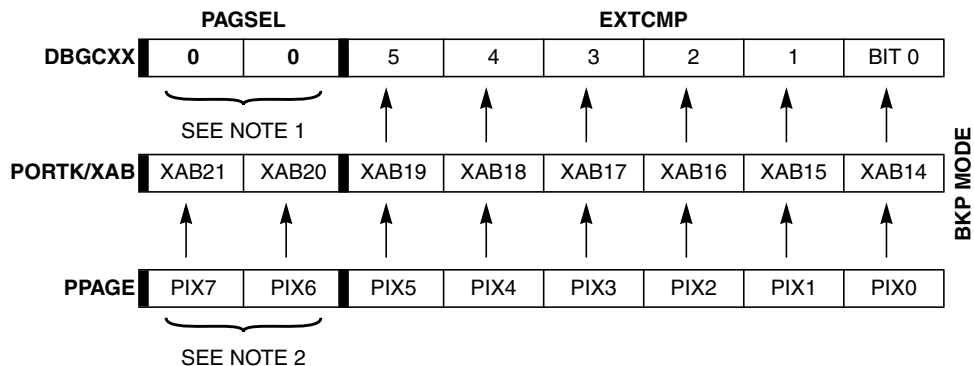 PAGSEL EXTCMP
DBGCXX 0 0 5 4 3 2 1 BIT 0
SEE NOTE 1
PORTK/XAB XAB21 XAB20 XAB19 XAB18 XAB17 XAB16 XAB15 XAB14
BKP MODE
PPAGE PIX7 PIX6 PIX5 PIX4 PIX3 PIX2 PIX1 PIX0
SEE NOTE 2